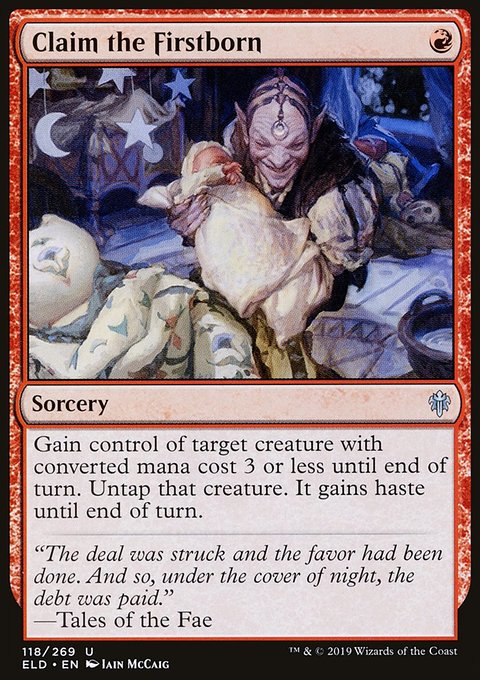 Claim the Firstborn
Sorcery
Gain control of target creature with
converted mana cost 3 or less until end of
turn. Untap that creature. It gains haste
until end of turn.
“The deal was struck and the favor had been
done. And so, under the cover of night, the
debt was paid.”
—Tales of the Fae
118/269 U
ELD • EN Iain McCaig
™ & © 2019 Wizards of the Coast